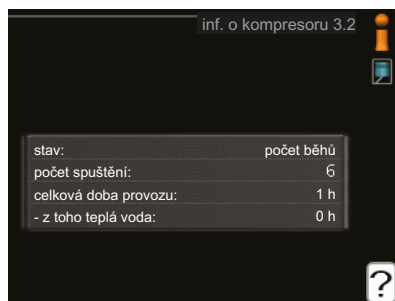 inf. o kompresoru 3.2
stav: počet běhů
počet spuštění: 6
celková doba provozu: 1 h
- z toho teplá voda: 0 h
?